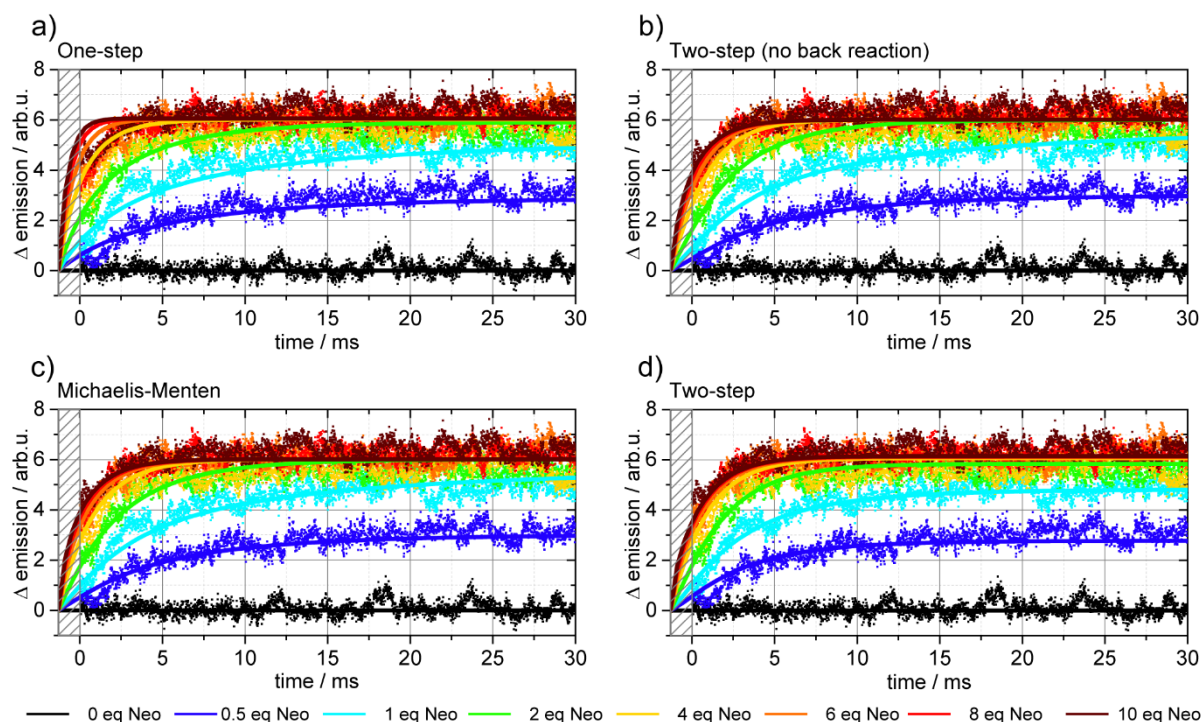 a)
One-step
8
6
4
2
0
Δ emission / arb.u.
0 5 10 15 20 25 30
time / ms
b)
Two-step (no back reaction)
8
6
4
2
0
Δ emission / arb.u.
0 5 10 15 20 25 30
time / ms
c)
Michaelis-Menten
8
6
4
2
0
Δ emission / arb.u.
0 5 10 15 20 25 30
time / ms
d)
Two-step
8
6
4
2
0
Δ emission / arb.u.
0 5 10 15 20 25 30
time / ms
0 eq Neo 0.5 eq Neo 1 eq Neo 2 eq Neo 4 eq Neo 6 eq Neo 8 eq Neo 10 eq Neo